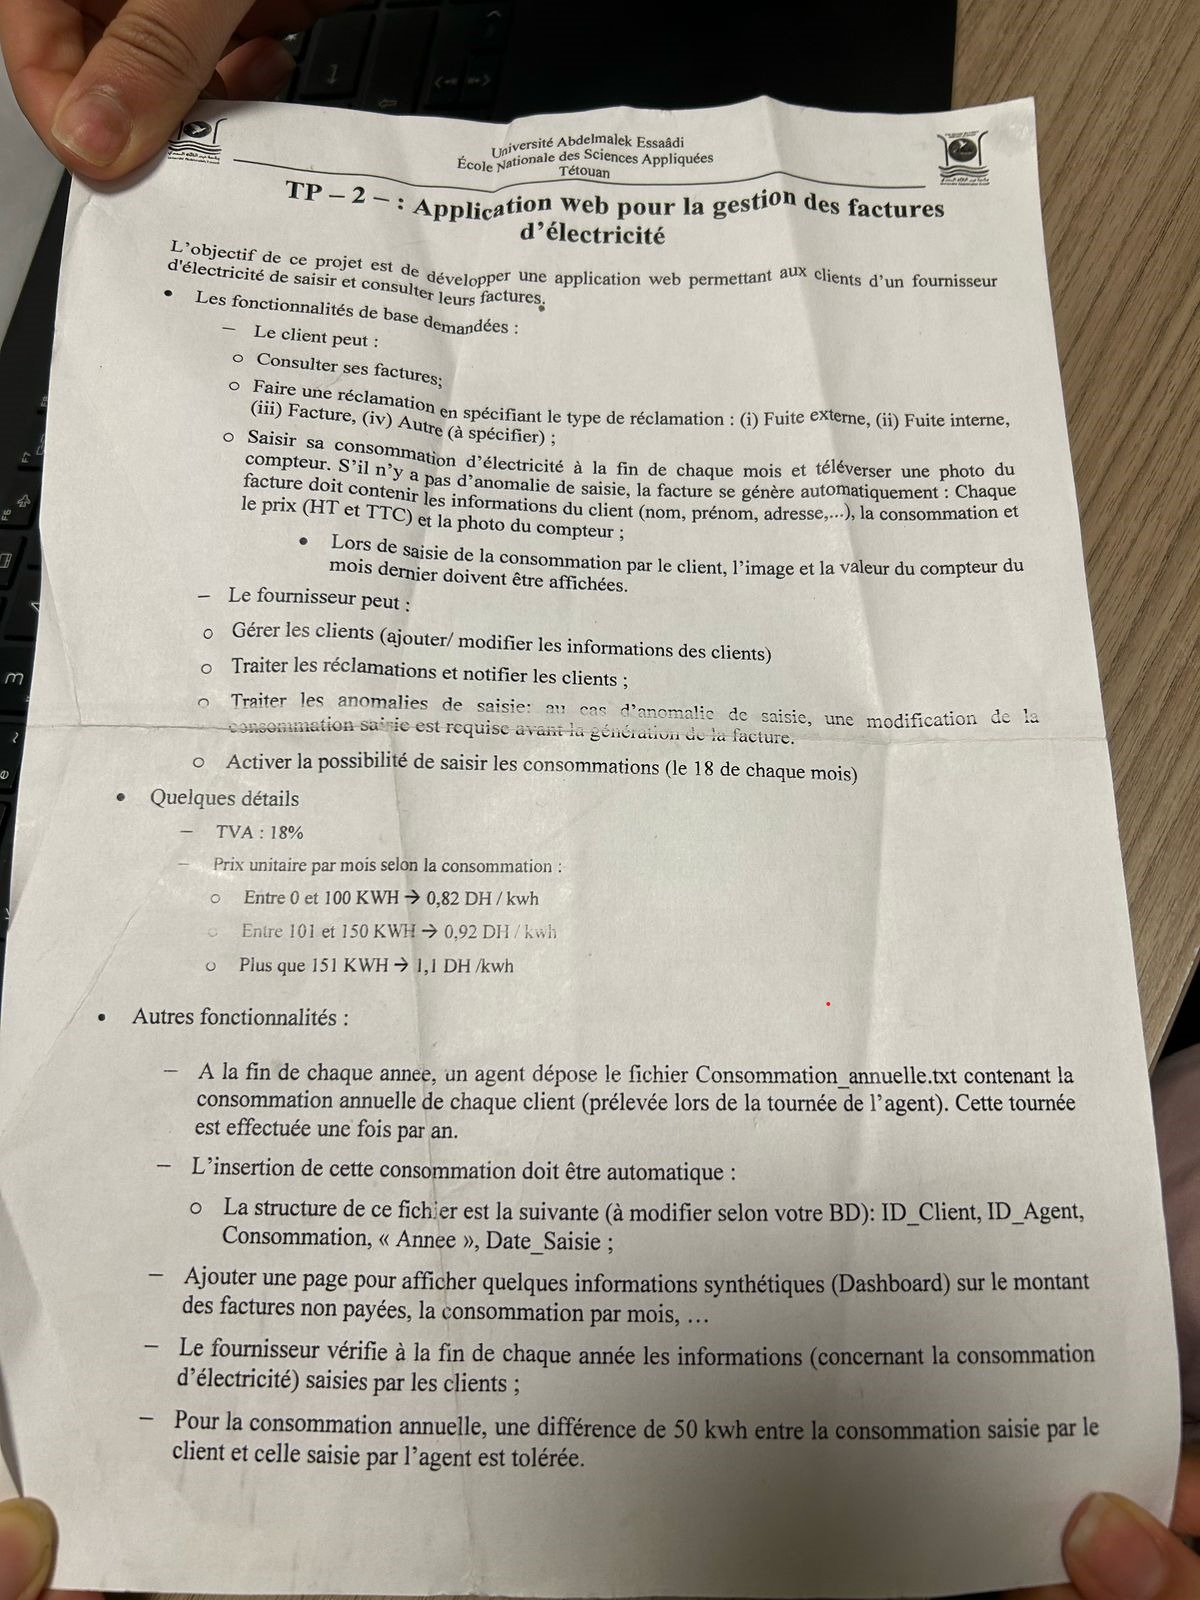 Université Abdelmalek Essaâdi
École Nationale des Sciences Appliquées
Tétouan
TP – 2 – : Application web pour la gestion des factures
d'électricité
L'objectif de ce projet est de développer une application web permettant aux clients d'un fournisseur
d'électricité de saisir et consulter leurs factures.
• Les fonctionnalités de base demandées :
– Le client peut :
o Consulter ses factures;
o Faire une réclamation en spécifiant le type de réclamation : (i) Fuite externe, (ii) Fuite interne,
(iii) Facture, (iv) Autre (à spécifier) ;
o Saisir sa consommation d'électricité à la fin de chaque mois et téléverser une photo du
compteur. S'il n'y a pas d'anomalie de saisie, la facture se génère automatiquement : Chaque
facture doit contenir les informations du client (nom, prénom, adresse,...), la consommation et
le prix (HT et TTC) et la photo du compteur ;
• Lors de saisie de la consommation par le client, l'image et la valeur du compteur du
mois dernier doivent être affichées.
– Le fournisseur peut :
o Gérer les clients (ajouter/ modifier les informations des clients)
o Traiter les réclamations et notifier les clients ;
o Traiter les anomalies de saisie: au cas d'anomalie de saisie, une modification de la
consommation saisie est requise avant la génération de la facture.
o Activer la possibilité de saisir les consommations (le 18 de chaque mois)
• Quelques détails
– TVA : 18%
– Prix unitaire par mois selon la consommation :
o Entre 0 et 100 KWH → 0,82 DH / kwh
o Entre 101 et 150 KWH → 0,92 DH / kwh
o Plus que 151 KWH → 1,1 DH /kwh
• Autres fonctionnalités :
– A la fin de chaque annee, un agent dépose le fichier Consommation_annuelle.txt contenant la
consommation annuelle de chaque client (prélevée lors de la tournée de l'agent). Cette tournée
est effectuée une fois par an.
– L'insertion de cette consommation doit être automatique :
o La structure de ce fichier est la suivante (à modifier selon votre BD): ID_Client, ID_Agent,
Consommation, « Annee », Date_Saisie ;
– Ajouter une page pour afficher quelques informations synthétiques (Dashboard) sur le montant
des factures non payées, la consommation par mois, …
– Le fournisseur vérifie à la fin de chaque année les informations (concernant la consommation
d'électricité) saisies par les clients ;
– Pour la consommation annuelle, une différence de 50 kwh entre la consommation saisie par le
client et celle saisie par l'agent est tolérée.